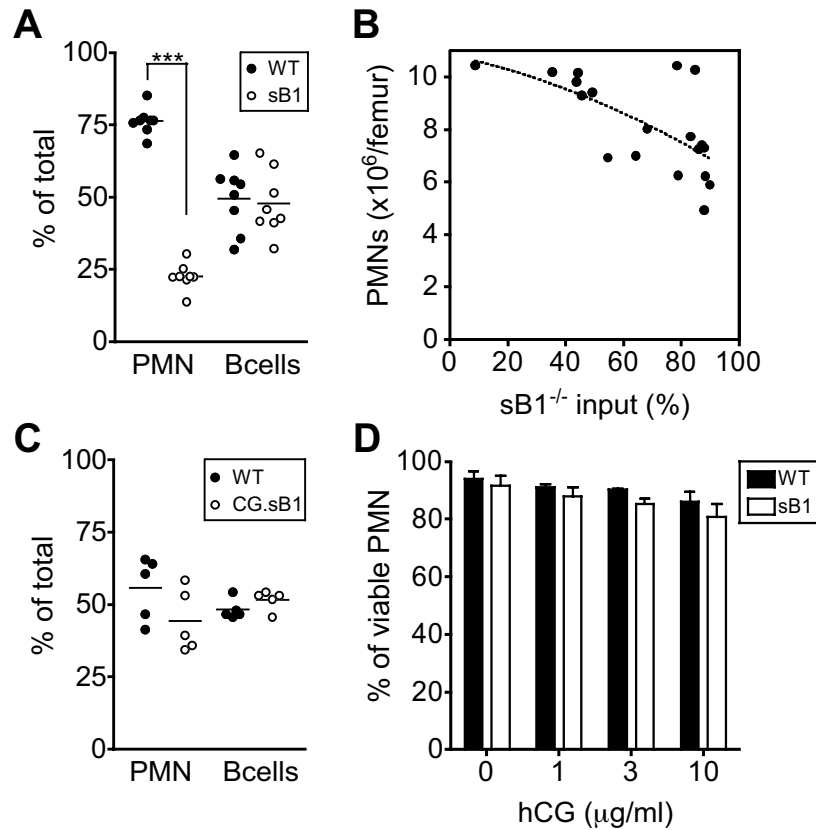 A
100
75
50
25
0
% of total
***
WT
sB1
PMN Bcells
B
10
8
6
4
2
0
PMNs (x10⁶/femur)
0 20 40 60 80 100
sB1⁻/⁻ input (%)
C
100
75
50
25
0
% of total
WT
CG.sB1
PMN Bcells
D
100
80
60
40
20
0
% of viable PMN
WT
sB1
0 1 3 10
hCG (μg/ml)